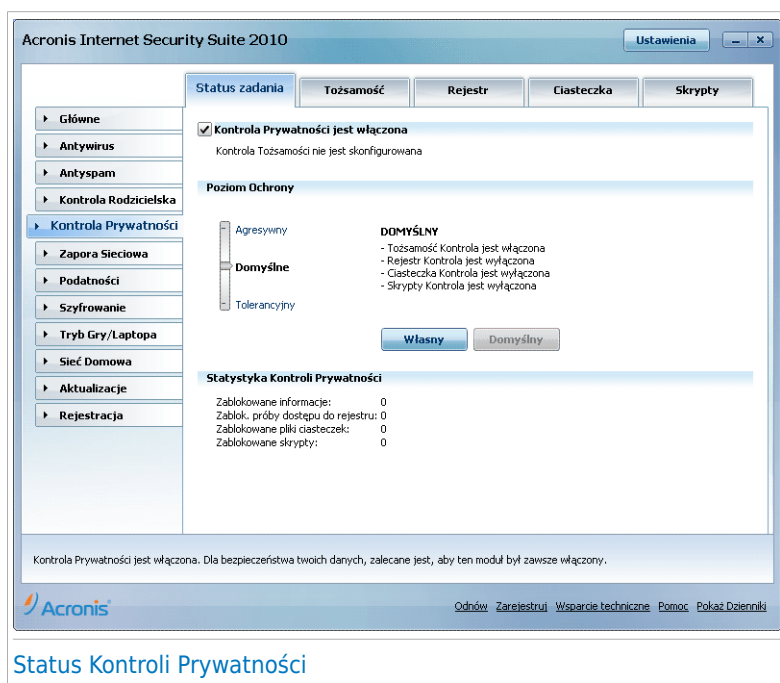 Acronis Internet Security Suite 2010
Ustawienia
Status zadania
Tożsamość
Rejestr
Ciasteczka
Skrypty
Główne
Antywirus
Antyspam
Kontrola Rodzicielska
Kontrola Prywatności
Zapora Sieciowa
Podatności
Szyfrowanie
Tryb Gry/Laptopa
Sieć Domowa
Aktualizacje
Rejestracja
Kontrola Prywatności jest włączona
Kontrola Tożsamości nie jest skonfigurowana
Poziom Ochrony
Agresywny
Domyślne
Tolerancyjny
DOMYŚLNY
- Tożsamość Kontrola jest włączona
- Rejestr Kontrola jest wyłączona
- Ciasteczka Kontrola jest wyłączona
- Skrypty Kontrola jest wyłączona
Własny
Domyślny
Statystyka Kontroli Prywatności
Zablokowane informacje: 0
Zablok. próby dostępu do rejestru: 0
Zablokowane pliki ciasteczek: 0
Zablokowane skrypty: 0
Kontrola Prywatności jest włączona. Dla bezpieczeństwa twoich danych, zalecane jest, aby ten moduł był zawsze włączony.
Acronis
Odnów Zarejestruj Wsparcie techniczne Pomoc Pokaż Dzienniki
Status Kontroli Prywatności